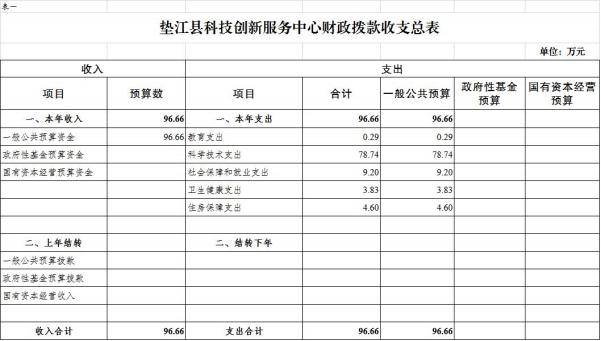 表一
垫江县科技创新服务中心财政拨款收支总表
单位：万元
收入 支出
项目 预算数 项目 合计 一般公共预算 政府性基金预算 国有资本经营预算
一、本年收入 96.66 一、本年支出 96.66 96.66
一般公共预算资金 96.66 教育支出 0.29 0.29
政府性基金预算资金 科学技术支出 78.74 78.74
国有资本经营预算资金 社会保障和就业支出 9.20 9.20
卫生健康支出 3.83 3.83
住房保障支出 4.60 4.60
二、上年结转 二、结转下年
一般公共预算拨款
政府性基金预算拨款
国有资本经营收入
收入合计 96.66 支出合计 96.66 96.66